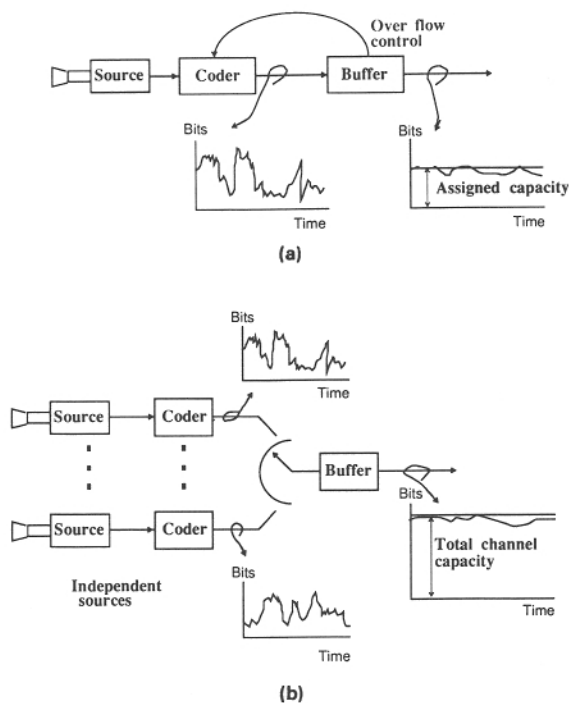 Over flow
control
Source
Coder
Buffer
Bits
Bits
Assigned capacity
Time
Time
(a)
Bits
Time
Source
Coder
Buffer
Bits
Source
Coder
Total channel
capacity
Independent
sources
Bits
Time
Time
(b)